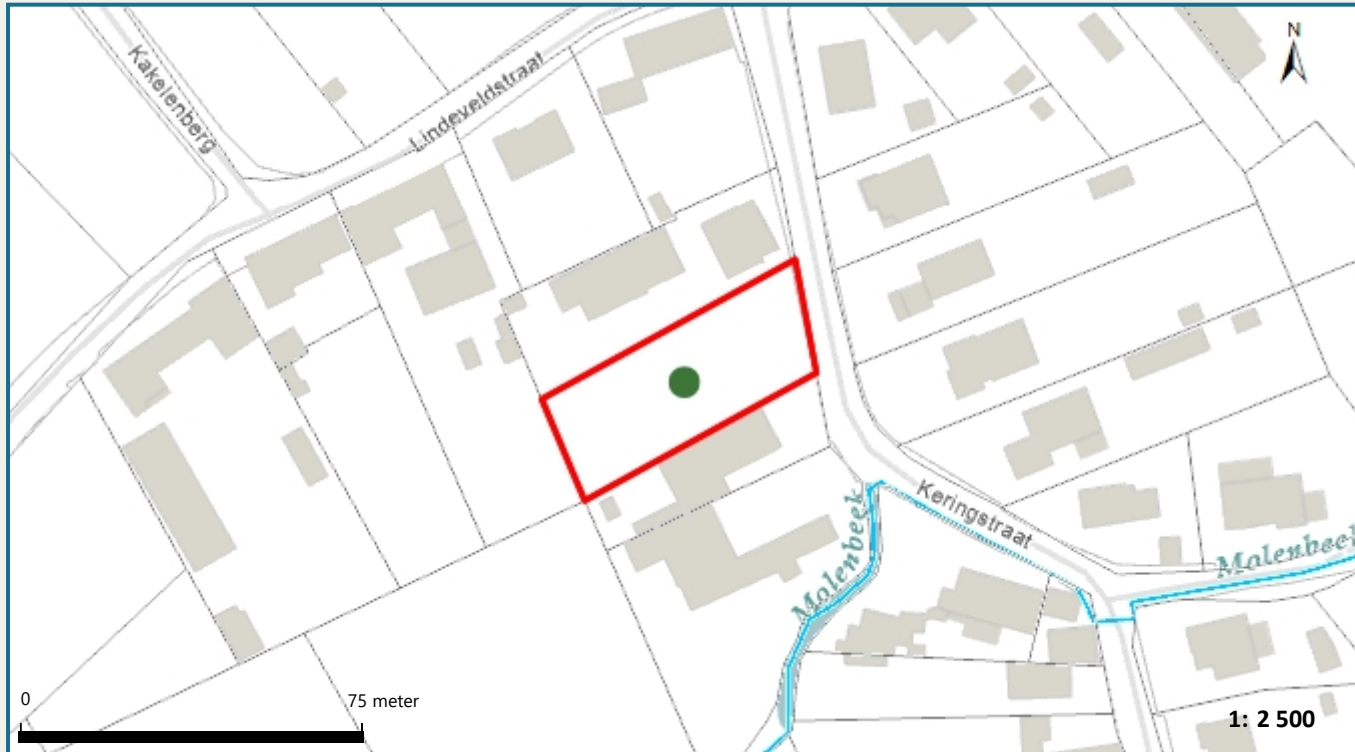 N
Kakelenberg
Lindeveldstraat
Keringstraat
Molenbeek
Molenbeek
0
75 meter
1: 2 500